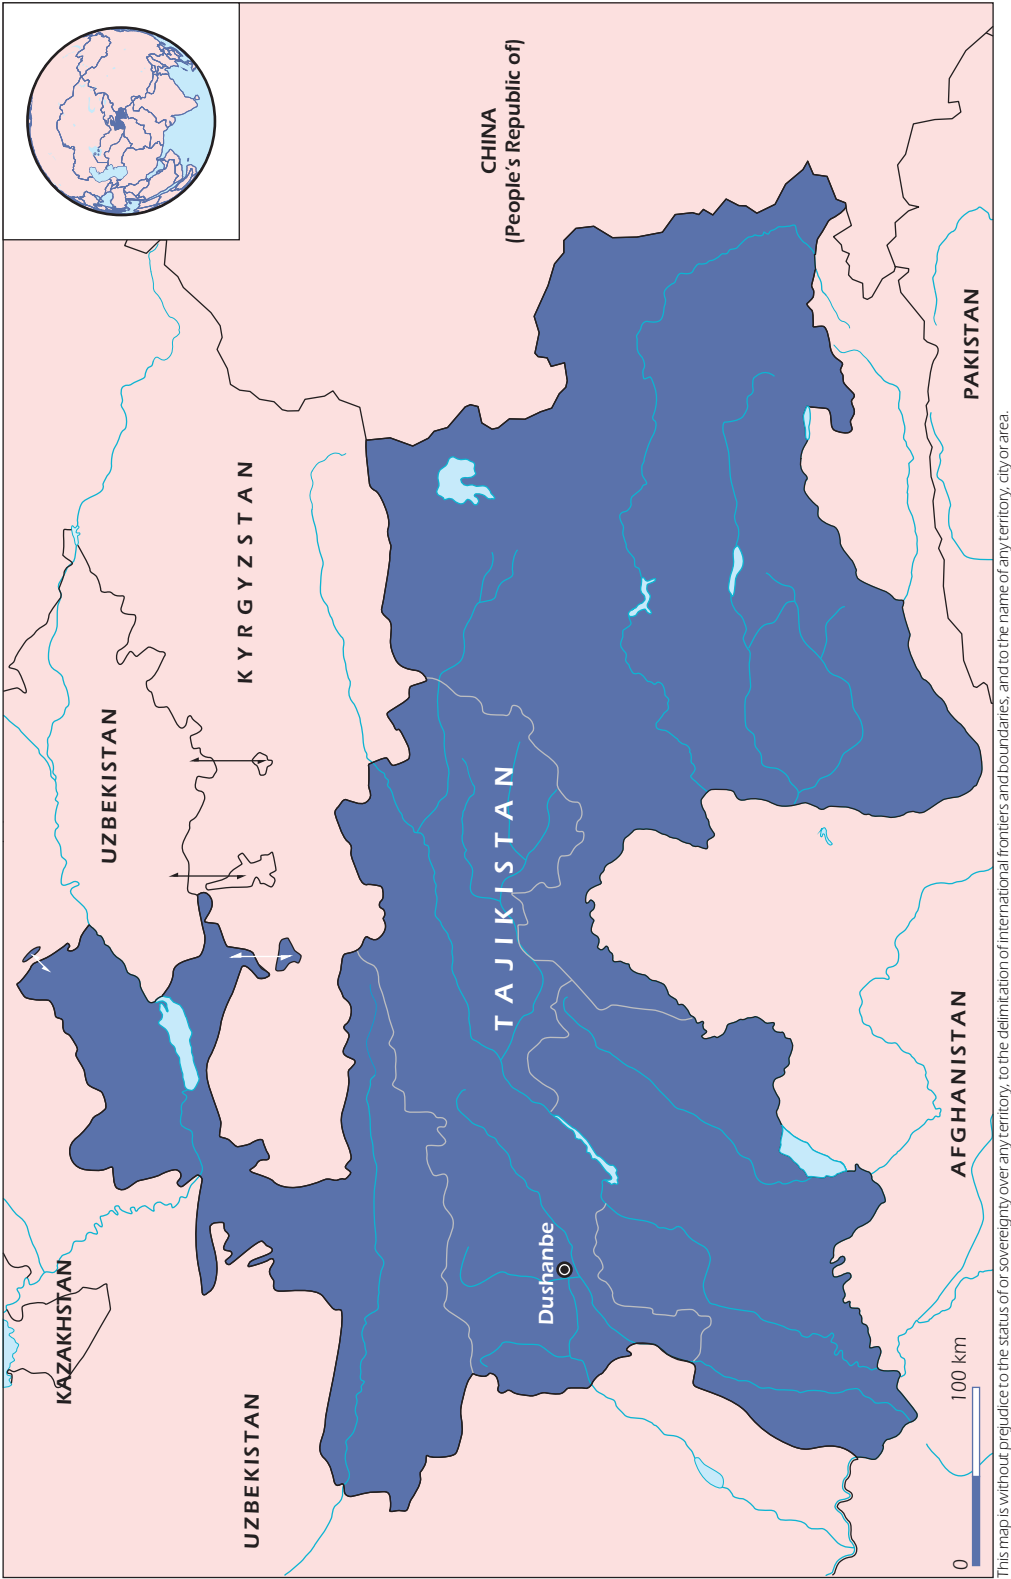 KAZAKHSTAN
UZBEKISTAN
UZBEKISTAN
KYRGYZSTAN
CHINA
(People's Republic of)
TAJIKISTAN
Dushanbe
AFGHANISTAN
PAKISTAN
0
100 km
This map is without prejudice to the status of or sovereignty over any territory, to the delimitation of international frontiers and boundaries, and to the name of any territory, city or area.